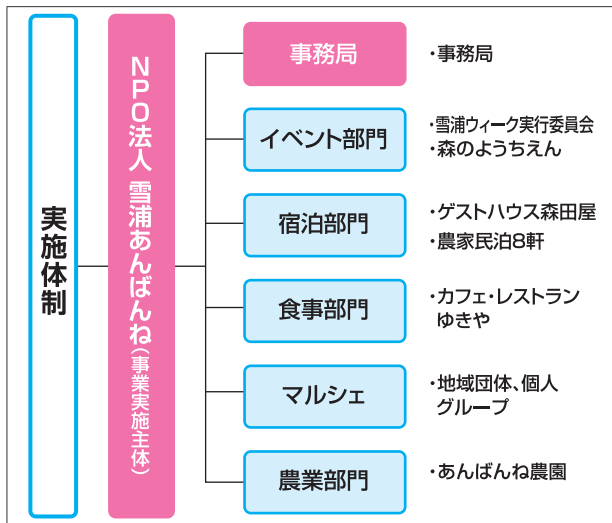 実施体制
NPO法人 雪浦あんばんね(事業実施主体)
事務局
・事務局
イベント部門
・雪浦ウィーク実行委員会
・森のようちえん
宿泊部門
・ゲストハウス森田屋
・農家民泊8軒
食事部門
・カフェ・レストラン
ゆきや
マルシェ
・地域団体、個人
グループ
農業部門
・あんばんね農園